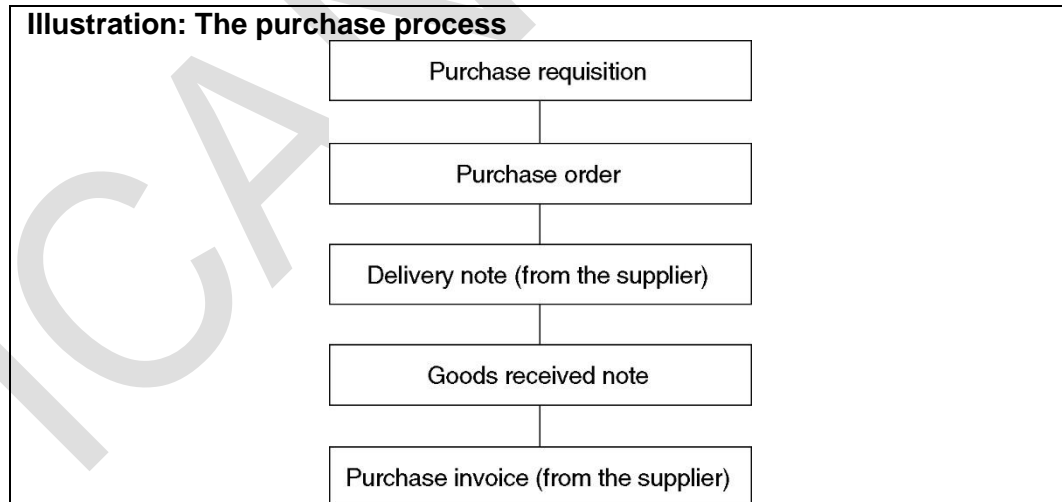 Illustration: The purchase process
Purchase requisition
Purchase order
Delivery note (from the supplier)
Goods received note
Purchase invoice (from the supplier)